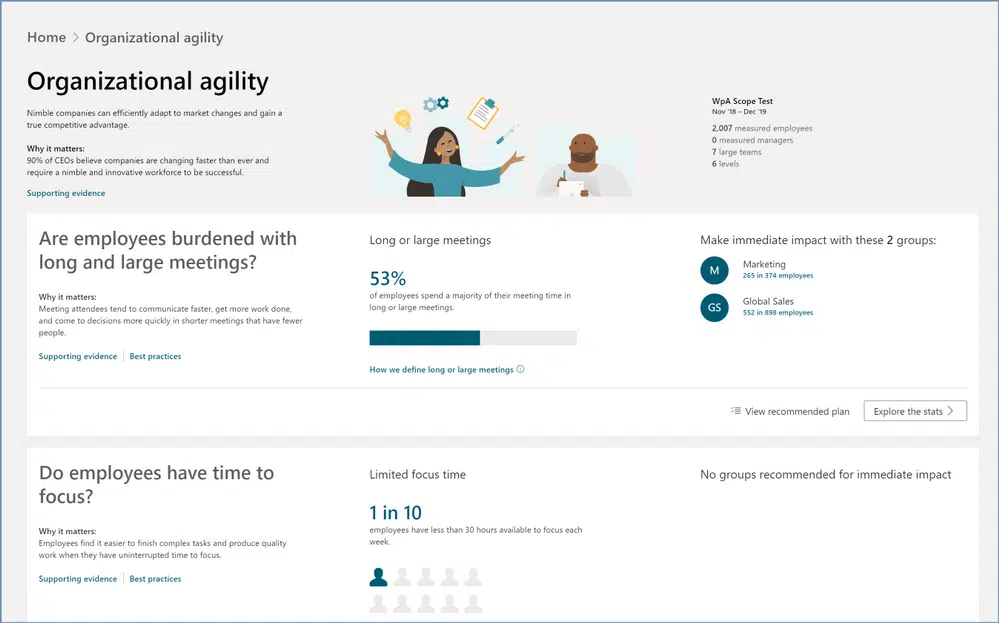 Home > Organizational agility
Organizational agility
Nimble companies can efficiently adapt to market changes and gain a
true competitive advantage.
Why it matters:
90% of CEOs believe companies are changing faster than ever and
require a nimble and innovative workforce to be successful.
Supporting evidence
WpA Scope Test
Nov '18 – Dec '19
2,007 measured employees
0 measured managers
7 large teams
6 levels
Are employees burdened with
long and large meetings?
Why it matters:
Meeting attendees tend to communicate faster, get more work done,
and come to decisions more quickly in shorter meetings that have fewer
people.
Supporting evidence | Best practices
Long or large meetings
53%
of employees spend a majority of their meeting time in
long or large meetings.
How we define long or large meetings
Make immediate impact with these 2 groups:
M
Marketing
265 in 374 employees
GS
Global Sales
552 in 898 employees
View recommended plan
Explore the stats >
Do employees have time to
focus?
Why it matters:
Employees find it easier to finish complex tasks and produce quality
work when they have uninterrupted time to focus.
Supporting evidence | Best practices
Limited focus time
1 in 10
employees have less than 30 hours available to focus each
week.
No groups recommended for immediate impact